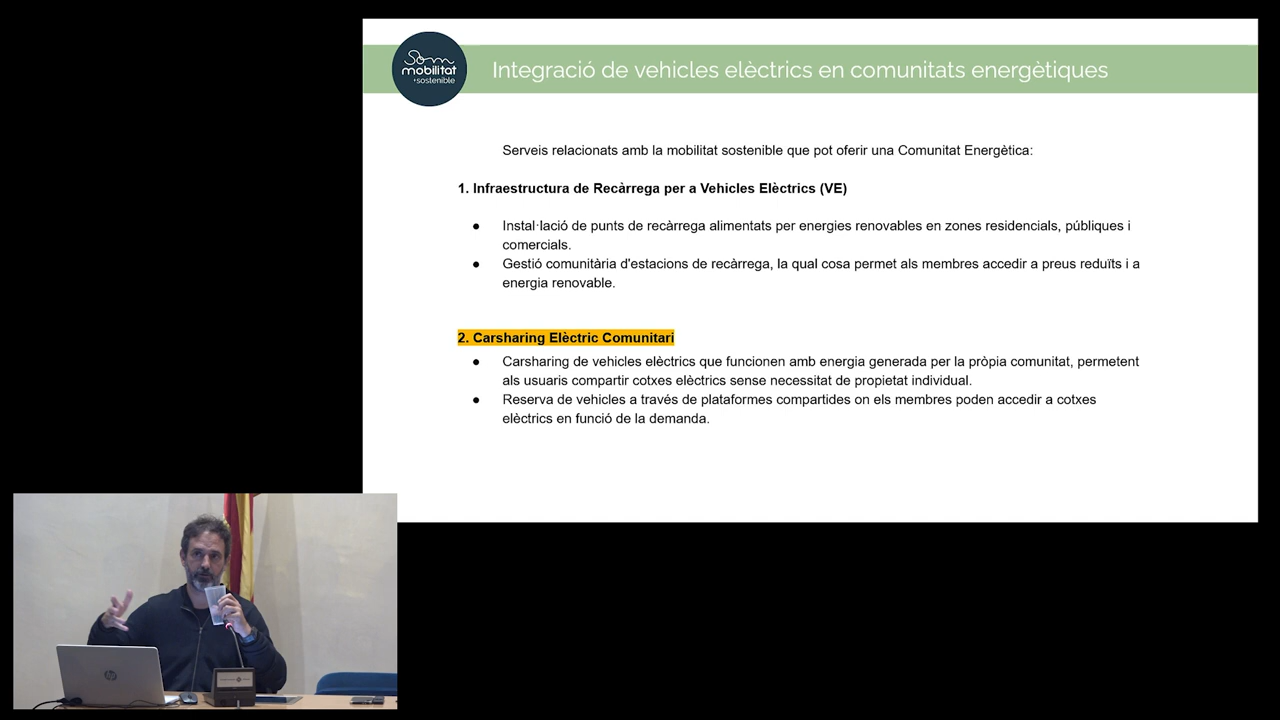 Som
mobilitat
+sostenible
Integració de vehicles elèctrics en comunitats energètiques
Serveis relacionats amb la mobilitat sostenible que pot oferir una Comunitat Energètica:
1. Infraestructura de Recàrrega per a Vehicles Elèctrics (VE)
● Instal·lació de punts de recàrrega alimentats per energies renovables en zones residencials, públiques i
comercials.
● Gestió comunitària d'estacions de recàrrega, la qual cosa permet als membres accedir a preus reduïts i a
energia renovable.
2. Carsharing Elèctric Comunitari
● Carsharing de vehicles elèctrics que funcionen amb energia generada per la pròpia comunitat, permetent
als usuaris compartir cotxes elèctrics sense necessitat de propietat individual.
● Reserva de vehicles a través de plataformes compartides on els membres poden accedir a cotxes
elèctrics en funció de la demanda.
hp